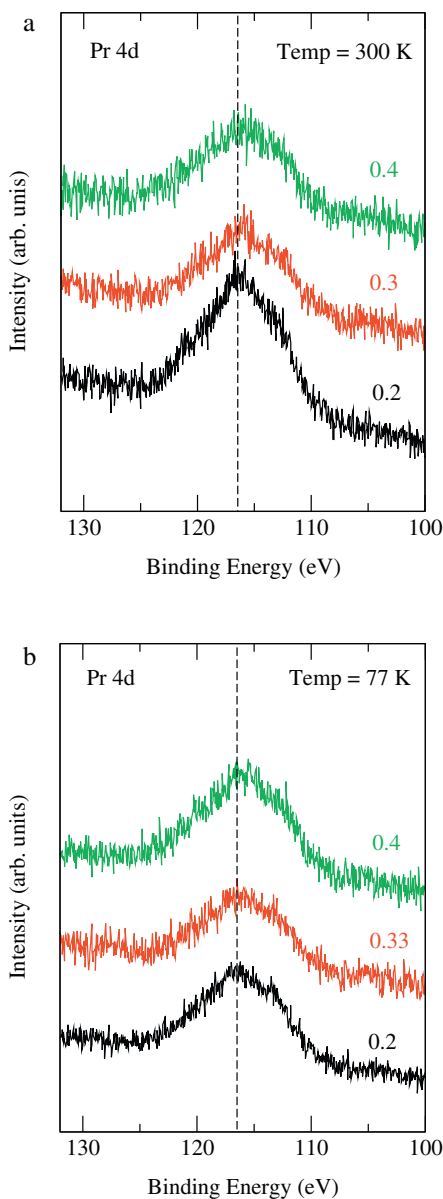 a
Pr 4d
Temp = 300 K
0.4
0.3
0.2
Intensity (arb. unis)
130
120
110
100
Binding Energy (eV)
b
Pr 4d
Temp = 77 K
0.4
0.33
0.2
Intensity (arb. units)
130
120
110
100
Binding Energy (eV)